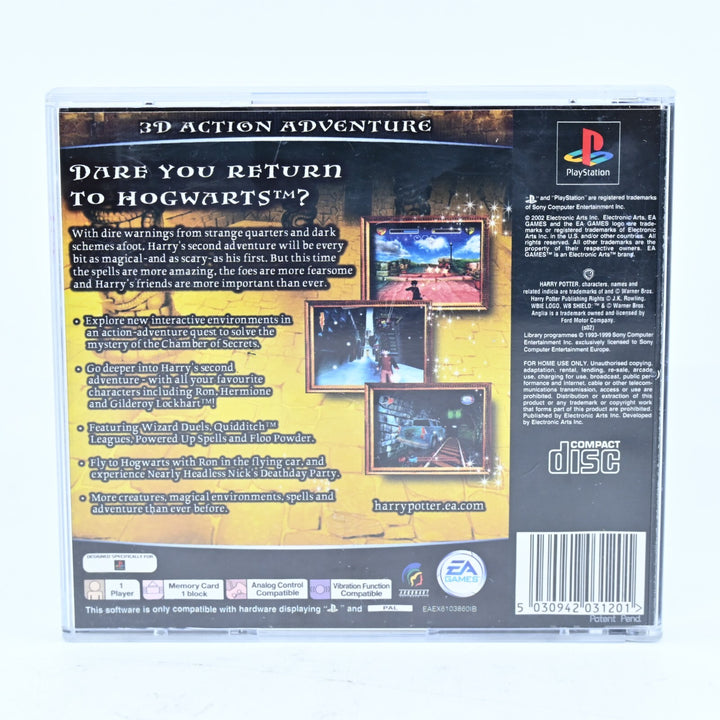 3D ACTION ADVENTURE
DARE YOU RETURN
TO HOGWARTS™?
With dire warnings from strange quarters and dark
schemes afoot, Harry's second adventure will be every
bit as magical-and as scary-as his first. But this time
the spells are more amazing, the foes are more fearsome
and Harry's friends are more important than ever.
• Explore new interactive environments in
an action-adventure quest to solve the
mystery of the Chamber of Secrets.
• Go deeper into Harry's second
adventure - with all your favourite
characters including Ron, Hermione
and Gilderoy Lockhart™!
• Featuring Wizard Duels, Quidditch™
Leagues, Powered Up Spells and Floo Powder.
• Fly to Hogwarts with Ron in the flying car, and
experience Nearly Headless Nick's Deathday Party.
• More creatures, magical environments, spells and
adventure than ever before.
harrypotter.ea.com
PlayStation
" " and "PlayStation" are registered trademarks
of Sony Computer Entertainment Inc.
© 2002 Electronic Arts Inc. Electronic Arts, EA
GAMES and the EA GAMES logo are trade-
marks or registered trademarks of Electronic
Arts Inc. in the U.S. and/or other countries. All
rights reserved. All other trademarks are the
property of their respective owners. EA
GAMES™ is an Electronic Arts™ brand.
HARRY POTTER, characters, names and
related indicia are trademarks of and © Warner Bros.
Harry Potter Publishing Rights © J.K. Rowling.
WBIE LOGO, WB SHIELD: ™ & © Warner Bros.
Anglia is a trademark owned and licensed by
Ford Motor Company.
(s02)
Library programmes © 1993-1999 Sony Computer
Entertainment Inc. exclusively licensed to Sony
Computer Entertainment Europe.
FOR HOME USE ONLY. Unauthorised copying,
adaptation, rental, lending, re-sale, arcade
use, charging for use, broadcast, public per-
formance and internet, cable or other telecom-
munications transmission, access or use are
prohibited. Distribution or extraction of this
product or any trademark or copyright work
that forms part of this product are prohibited.
Published by Electronic Arts Inc. Developed
by Electronic Arts Inc.
COMPACT
disc
DESIGNED SPECIFICALLY FOR
1
Player
Memory Card
1 block
Analog Control
Compatible
Vibration Function
Compatible
EA
GAMES
This software is only compatible with hardware displaying " " and PAL
EAEX6103860IB
5 030942 031201 >
Patent Pend.